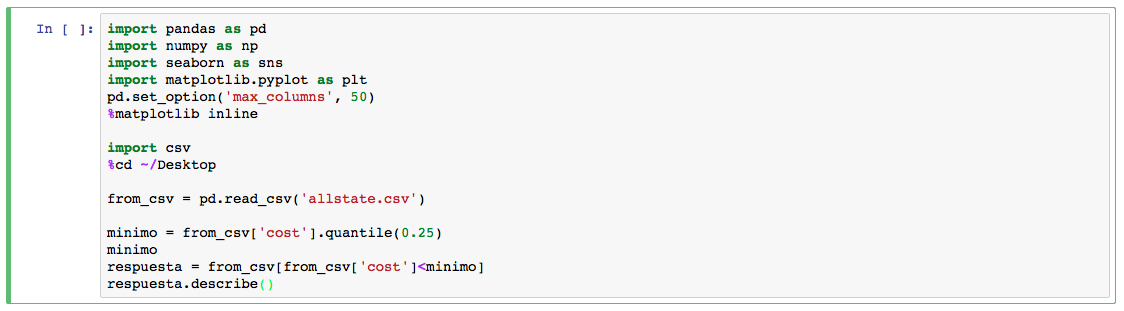 In [ ]: import pandas as pd
import numpy as np
import seaborn as sns
import matplotlib.pyplot as plt
pd.set_option('max_columns', 50)
%matplotlib inline
import csv
%cd ~/Desktop
from_csv = pd.read_csv('allstate.csv')
minimo = from_csv['cost'].quantile(0.25)
minimo
respuesta = from_csv[from_csv['cost']<minimo]
respuesta.describe()